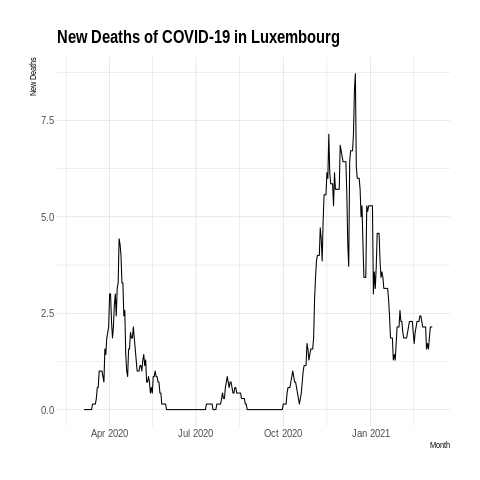 New Deaths of COVID-19 in Luxembourg
New Deaths
7.5
5.0
2.5
0.0
Apr 2020 Jul 2020 Oct 2020 Jan 2021
Month